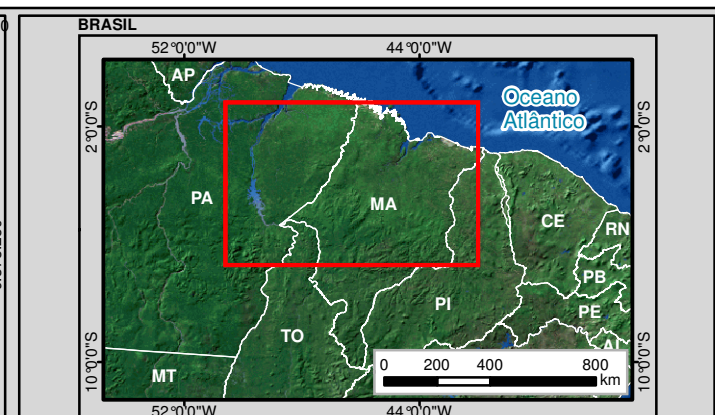 BRASIL
52°0'0"W 44°0'0"W
AP
Oceano
Atlântico
2°0'0"S 2°0'0"S
PA
MA
CE
RN
PB
PI
PE
TO
MT
10°0'0"S 10°0'0"S
0 200 400 800
km
52°0'0"W 44°0'0"W